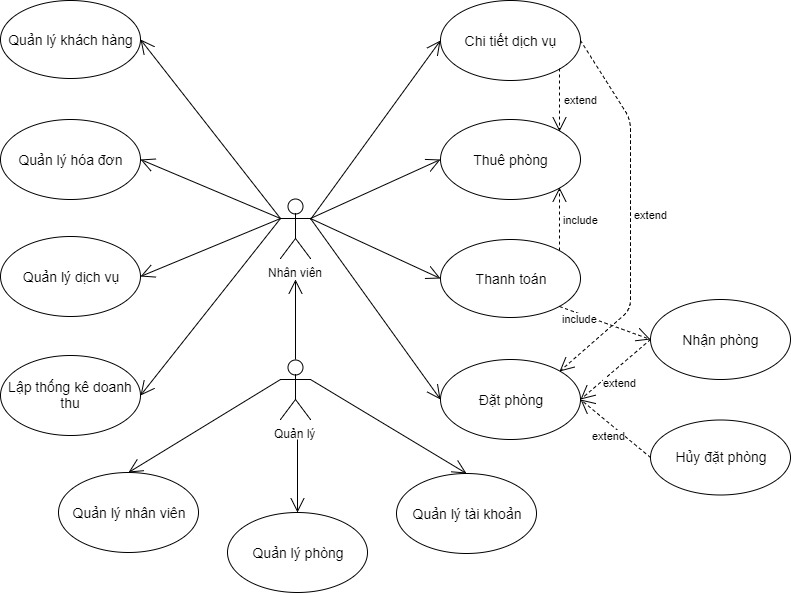 Quản lý khách hàng
Chi tiết dịch vụ
extend
Quản lý hóa đơn
Thuê phòng
include
extend
Quản lý dịch vụ
Nhân viên
Thanh toán
include
Nhận phòng
Lập thống kê doanh
thu
Quản lý
Đặt phòng
extend
extend
Hủy đặt phòng
Quản lý nhân viên
Quản lý phòng
Quản lý tài khoản